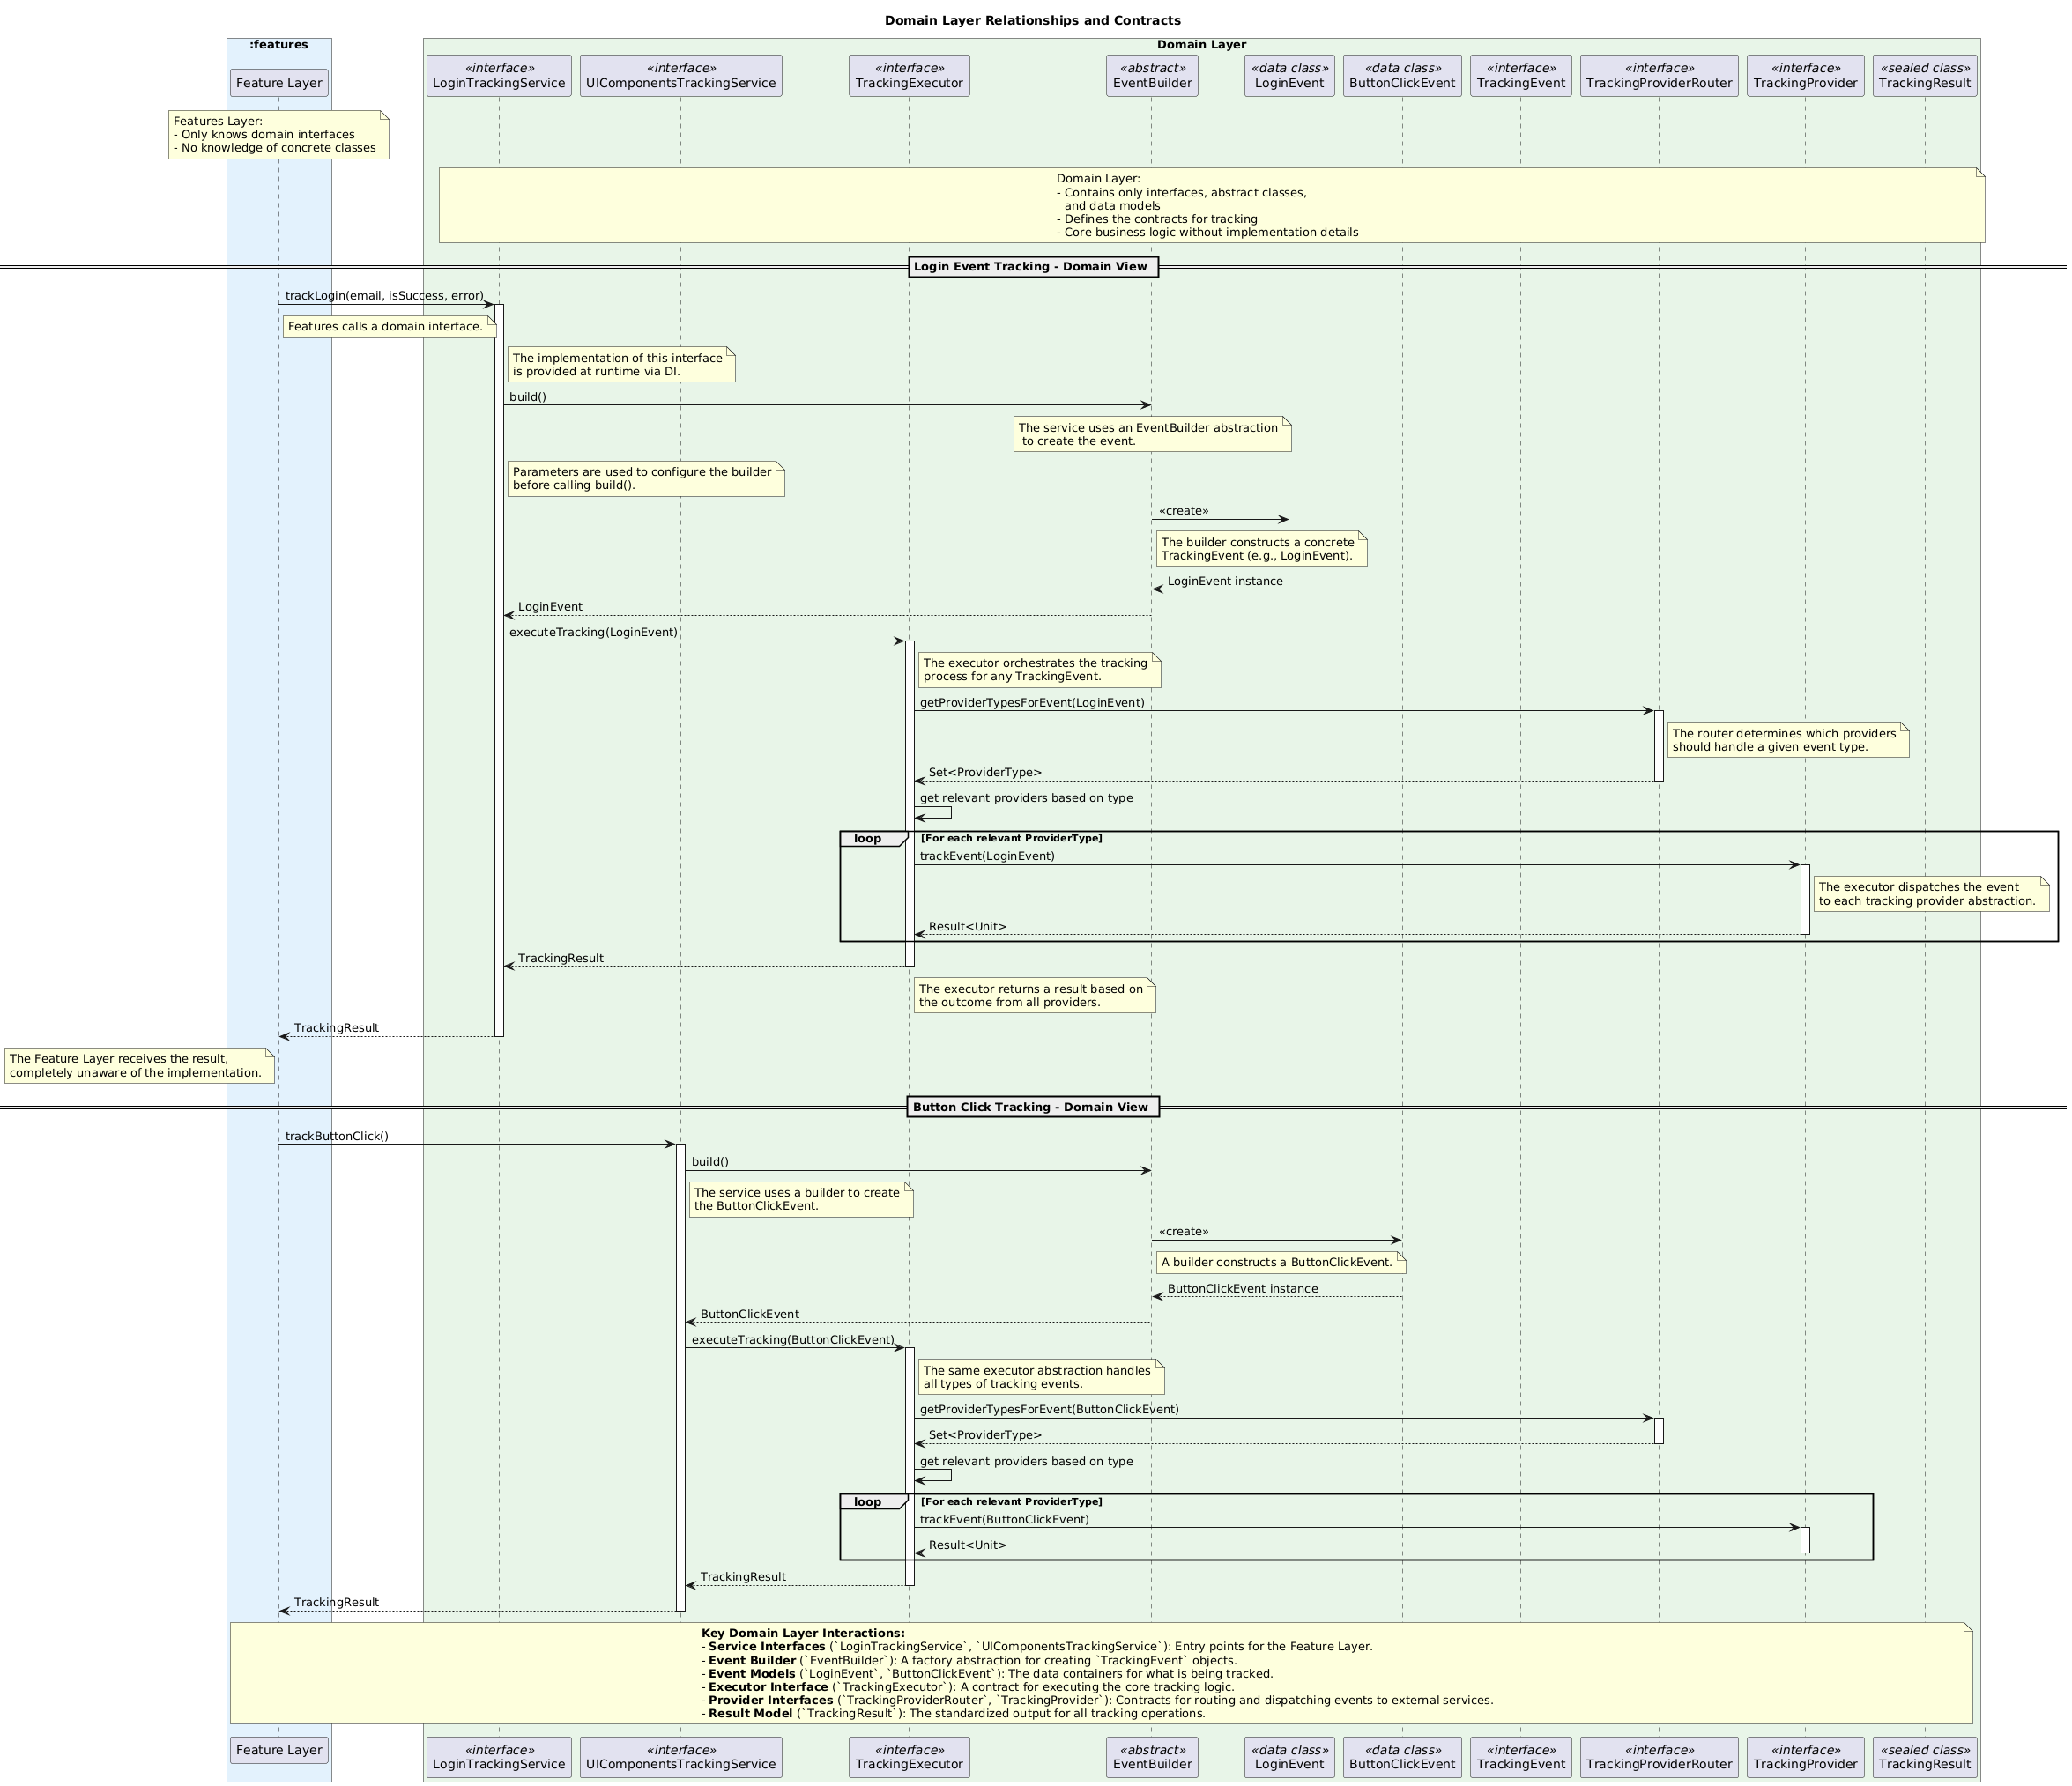 Domain Layer Relationships and Contracts
:features
Domain Layer
Feature Layer
«interface»
LoginTrackingService
«interface»
UIComponentsTrackingService
«interface»
TrackingExecutor
«abstract»
EventBuilder
«data class»
LoginEvent
«data class»
ButtonClickEvent
«interface»
TrackingEvent
«interface»
TrackingProviderRouter
«interface»
TrackingProvider
«sealed class»
TrackingResult
Features Layer:
- Only knows domain interfaces
- No knowledge of concrete classes
Domain Layer:
- Contains only interfaces, abstract classes,
and data models
- Defines the contracts for tracking
- Core business logic without implementation details
Login Event Tracking - Domain View
trackLogin(email, isSuccess, error)
Features calls a domain interface.
The implementation of this interface
is provided at runtime via DI.
build()
The service uses an EventBuilder abstraction
to create the event.
Parameters are used to configure the builder
before calling build().
«create»
The builder constructs a concrete
TrackingEvent (e.g., LoginEvent).
LoginEvent instance
LoginEvent
executeTracking(LoginEvent)
The executor orchestrates the tracking
process for any TrackingEvent.
getProviderTypesForEvent(LoginEvent)
The router determines which providers
should handle a given event type.
Set<ProviderType>
get relevant providers based on type
loop
[For each relevant ProviderType]
trackEvent(LoginEvent)
The executor dispatches the event
to each tracking provider abstraction.
Result<Unit>
TrackingResult
The executor returns a result based on
the outcome from all providers.
TrackingResult
The Feature Layer receives the result,
completely unaware of the implementation.
Button Click Tracking - Domain View
trackButtonClick()
build()
The service uses a builder to create
the ButtonClickEvent.
«create»
A builder constructs a ButtonClickEvent.
ButtonClickEvent instance
ButtonClickEvent
executeTracking(ButtonClickEvent)
The same executor abstraction handles
all types of tracking events.
getProviderTypesForEvent(ButtonClickEvent)
Set<ProviderType>
get relevant providers based on type
loop
[For each relevant ProviderType]
trackEvent(ButtonClickEvent)
Result<Unit>
TrackingResult
TrackingResult
Key Domain Layer Interactions:
- Service Interfaces (`LoginTrackingService`, `UIComponentsTrackingService`): Entry points for the Feature Layer.
- Event Builder (`EventBuilder`): A factory abstraction for creating `TrackingEvent` objects.
- Event Models (`LoginEvent`, `ButtonClickEvent`): The data containers for what is being tracked.
- Executor Interface (`TrackingExecutor`): A contract for executing the core tracking logic.
- Provider Interfaces (`TrackingProviderRouter`, `TrackingProvider`): Contracts for routing and dispatching events to external services.
- Result Model (`TrackingResult`): The standardized output for all tracking operations.
Feature Layer
«interface»
LoginTrackingService
«interface»
UIComponentsTrackingService
«interface»
TrackingExecutor
«abstract»
EventBuilder
«data class»
LoginEvent
«data class»
ButtonClickEvent
«interface»
TrackingEvent
«interface»
TrackingProviderRouter
«interface»
TrackingProvider
«sealed class»
TrackingResult